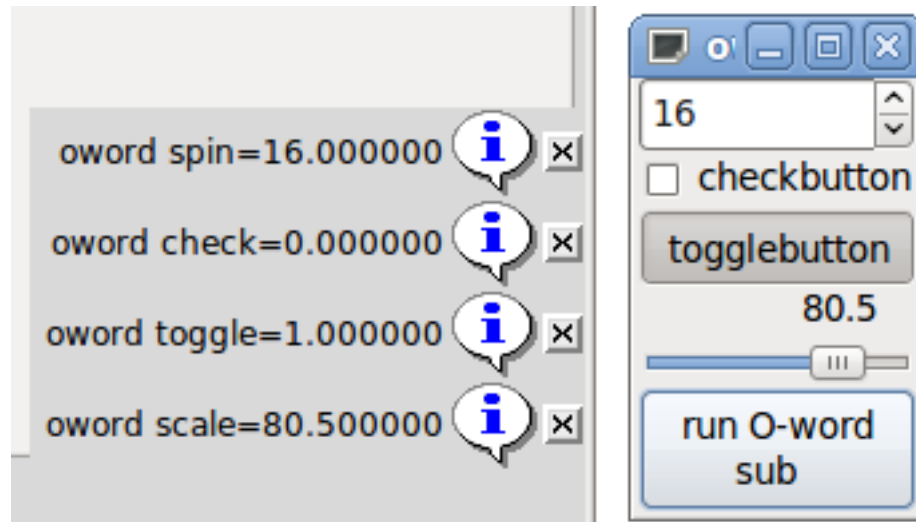 oword spin=16.000000
oword check=0.000000
oword toggle=1.000000
oword scale=80.500000
16
checkbutton
togglebutton
80.5
run O-word
sub